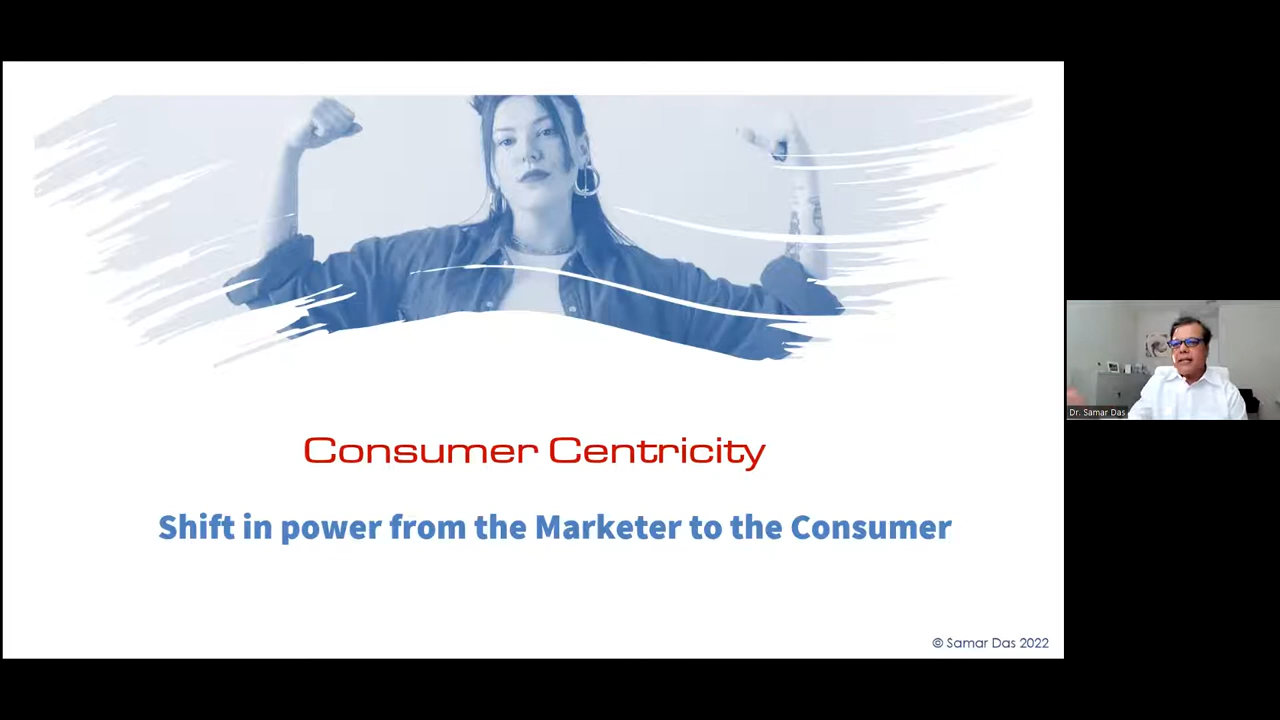 Consumer Centricity
Shift in power from the Marketer to the Consumer
© Samar Das 2022
Dr. Samar Das